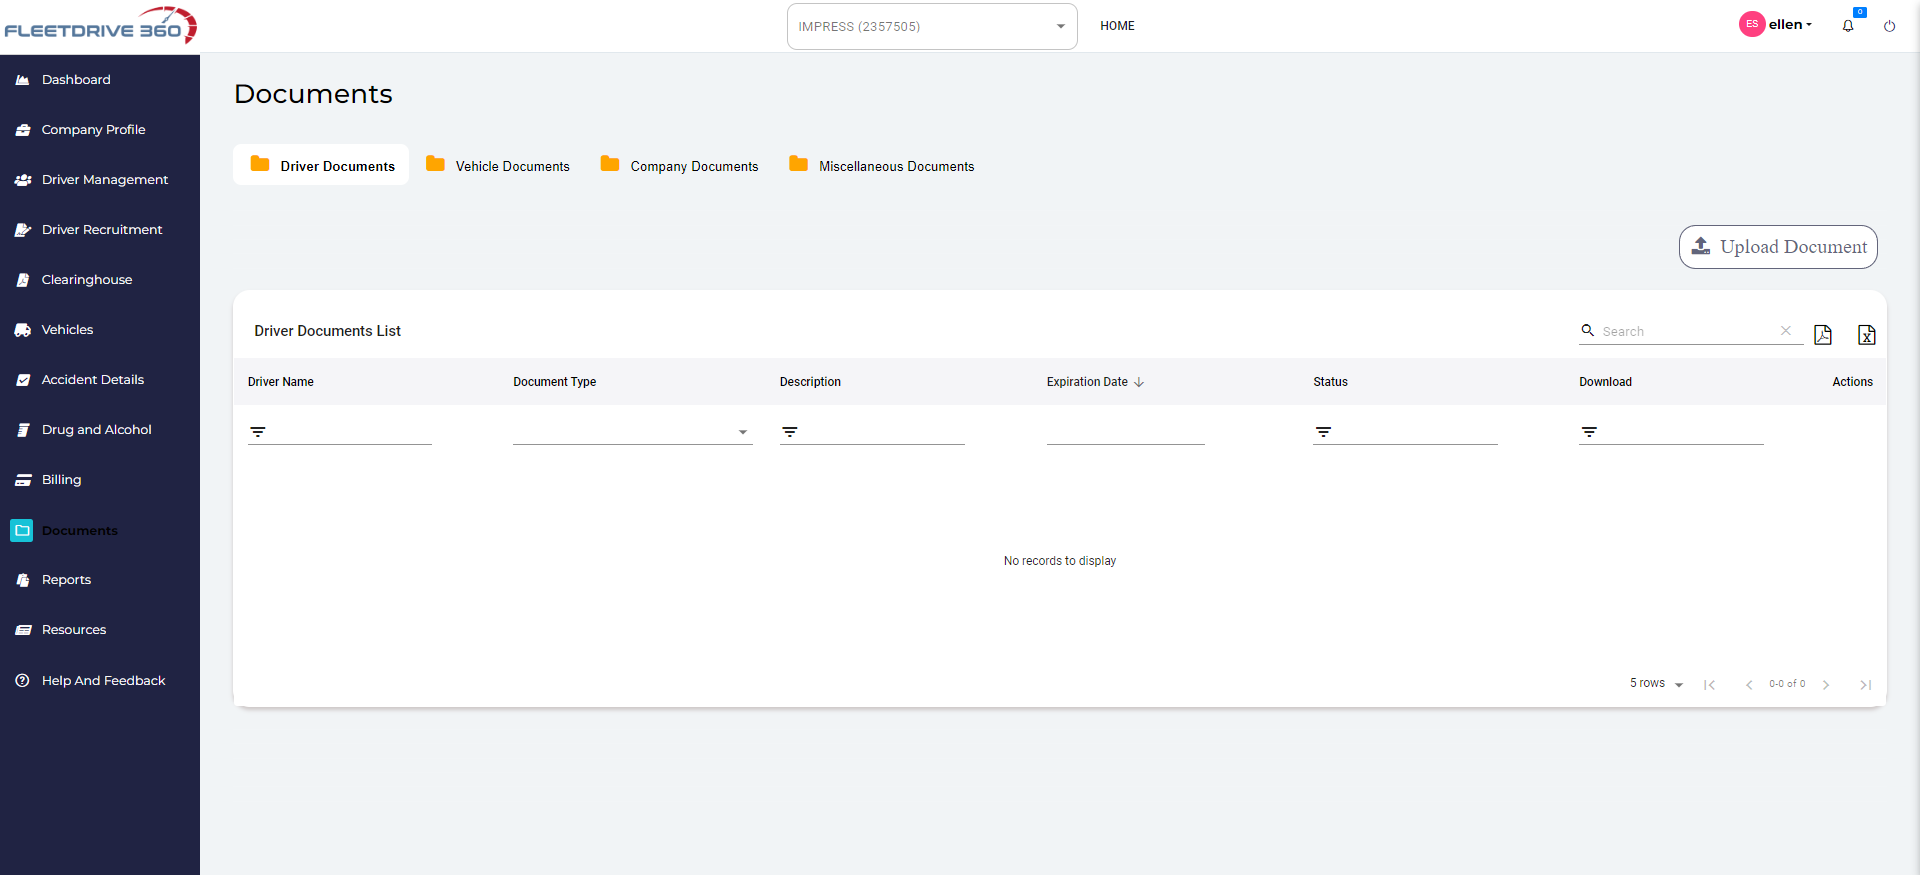 FLEETDRIVE 360
IMPRESS (2357505)
HOME
ES
ellen
0
Dashboard
Company Profile
Driver Management
Driver Recruitment
Clearinghouse
Vehicles
Accident Details
Drug and Alcohol
Billing
Documents
Reports
Resources
Help And Feedback
Documents
Driver Documents
Vehicle Documents
Company Documents
Miscellaneous Documents
Upload Document
Driver Documents List
Search
Driver Name
Document Type
Description
Expiration Date
Status
Download
Actions
No records to display
5 rows
0-0 of 0